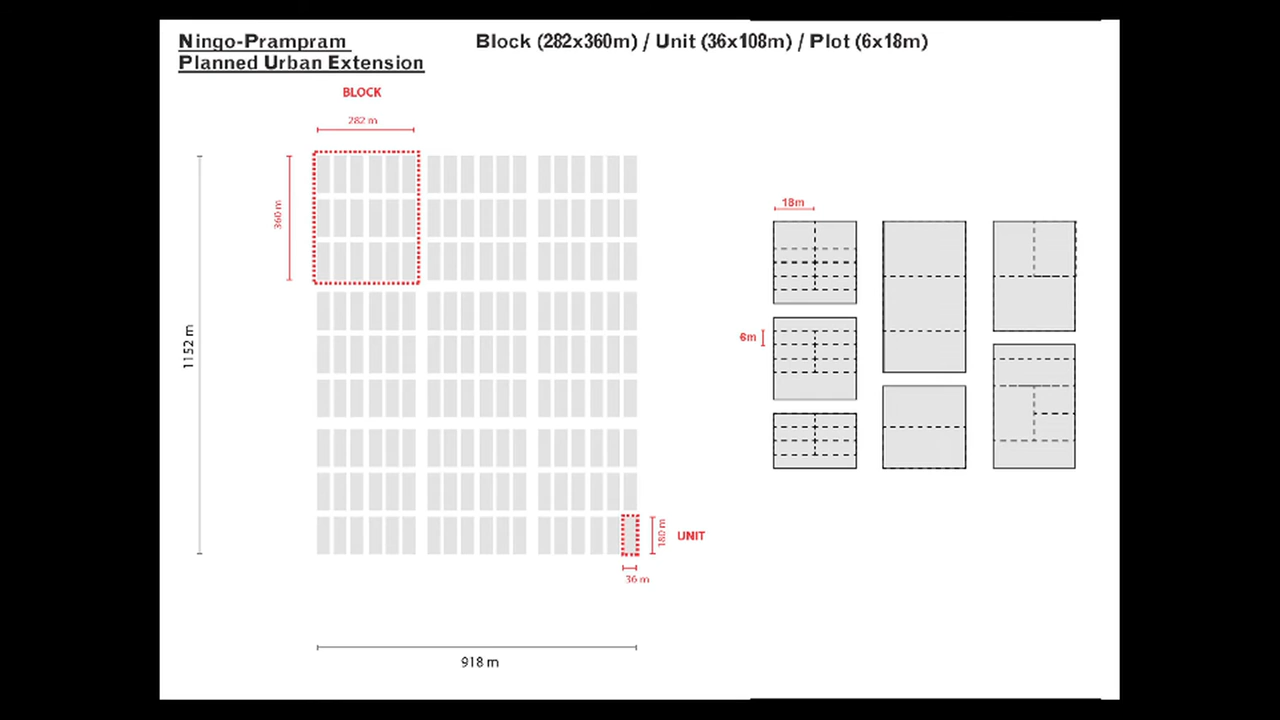 Ningo-Prampram
Planned Urban Extension
Block (282x360m) / Unit (36x108m) / Plot (6x18m)
BLOCK
282 m
360 m
1152 m
18m
6m
180 m
UNIT
36 m
918 m